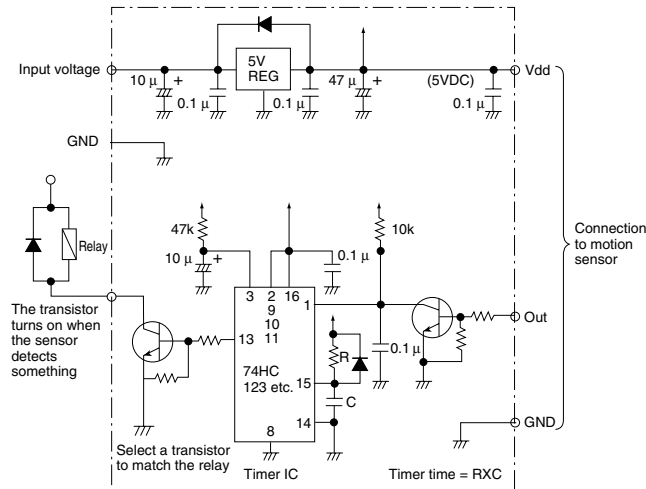 Input voltage
10 µ +
0.1 µ
5V
REG
0.1 µ
47 µ +
(5VDC)
0.1 µ
Vdd
GND
47k
10 µ +
0.1 µ
10k
Relay
3
2
9
10
11
16
1
13
74HC
123 etc.
15
14
8
R
C
0.1 µ
Out
GND
Connection
to motion
sensor
The transistor
turns on when
the sensor
detects
something
Select a transistor
to match the relay
Timer IC
Timer time = RXC